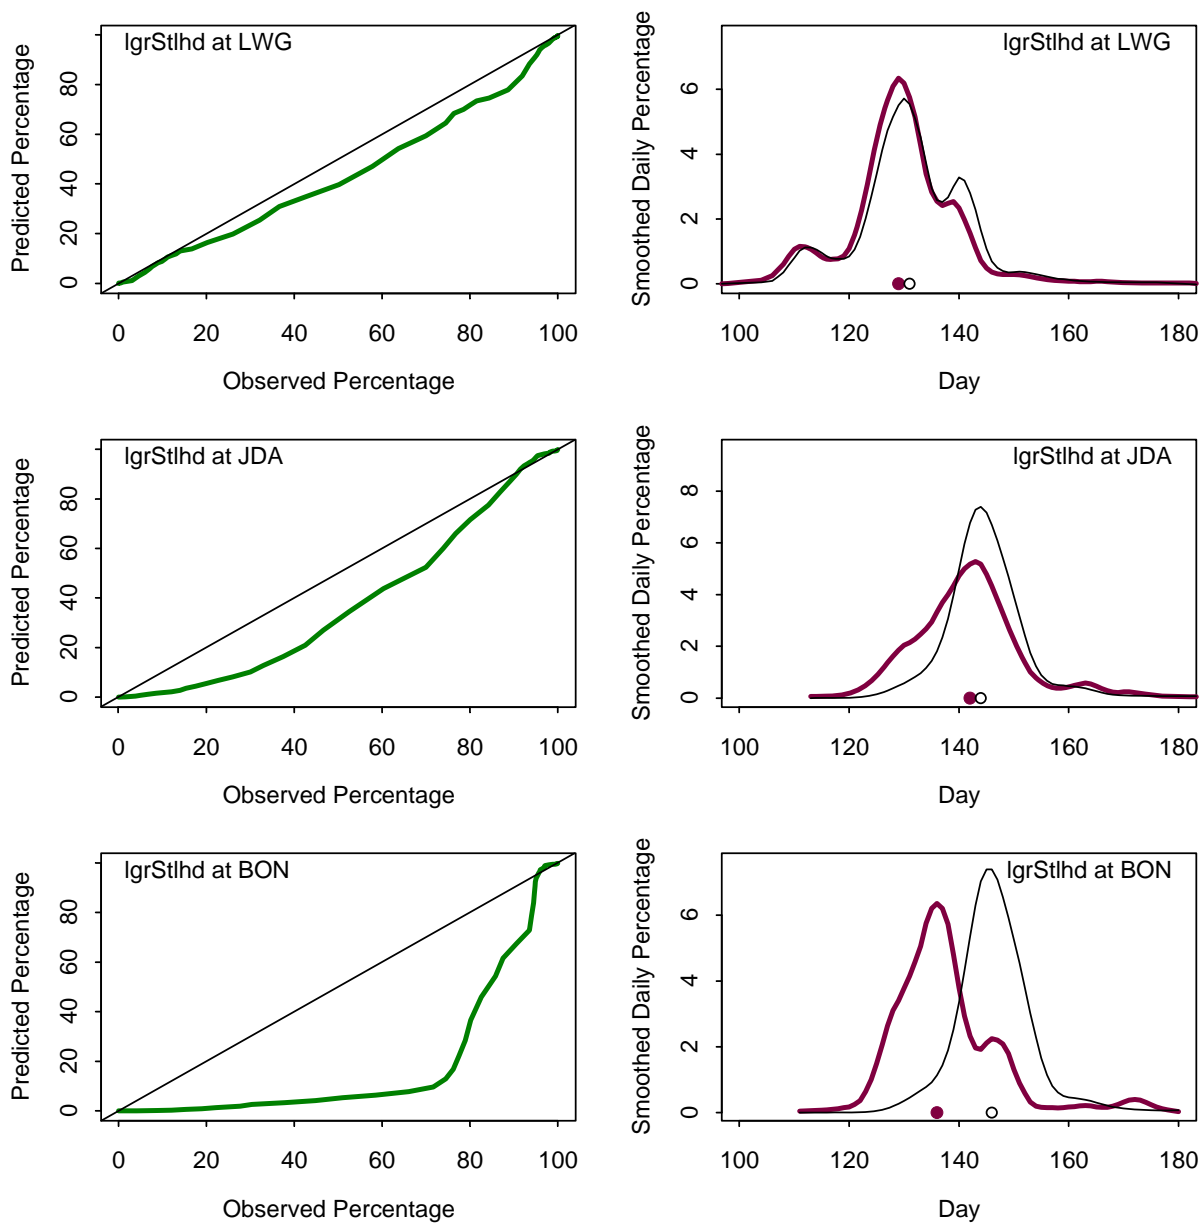 lgrStlhd at LWG
Predicted Percentage
0 20 40 60 80
0 20 40 60 80 100
Observed Percentage
lgrStlhd at LWG
Smoothed Daily Percentage
0 2 4 6
100 120 140 160 180
Day
lgrStlhd at JDA
Predicted Percentage
0 20 40 60 80
0 20 40 60 80 100
Observed Percentage
lgrStlhd at JDA
Smoothed Daily Percentage
0 2 4 6 8
100 120 140 160 180
Day
lgrStlhd at BON
Predicted Percentage
0 20 40 60 80
0 20 40 60 80 100
Observed Percentage
lgrStlhd at BON
Smoothed Daily Percentage
0 2 4 6
100 120 140 160 180
Day